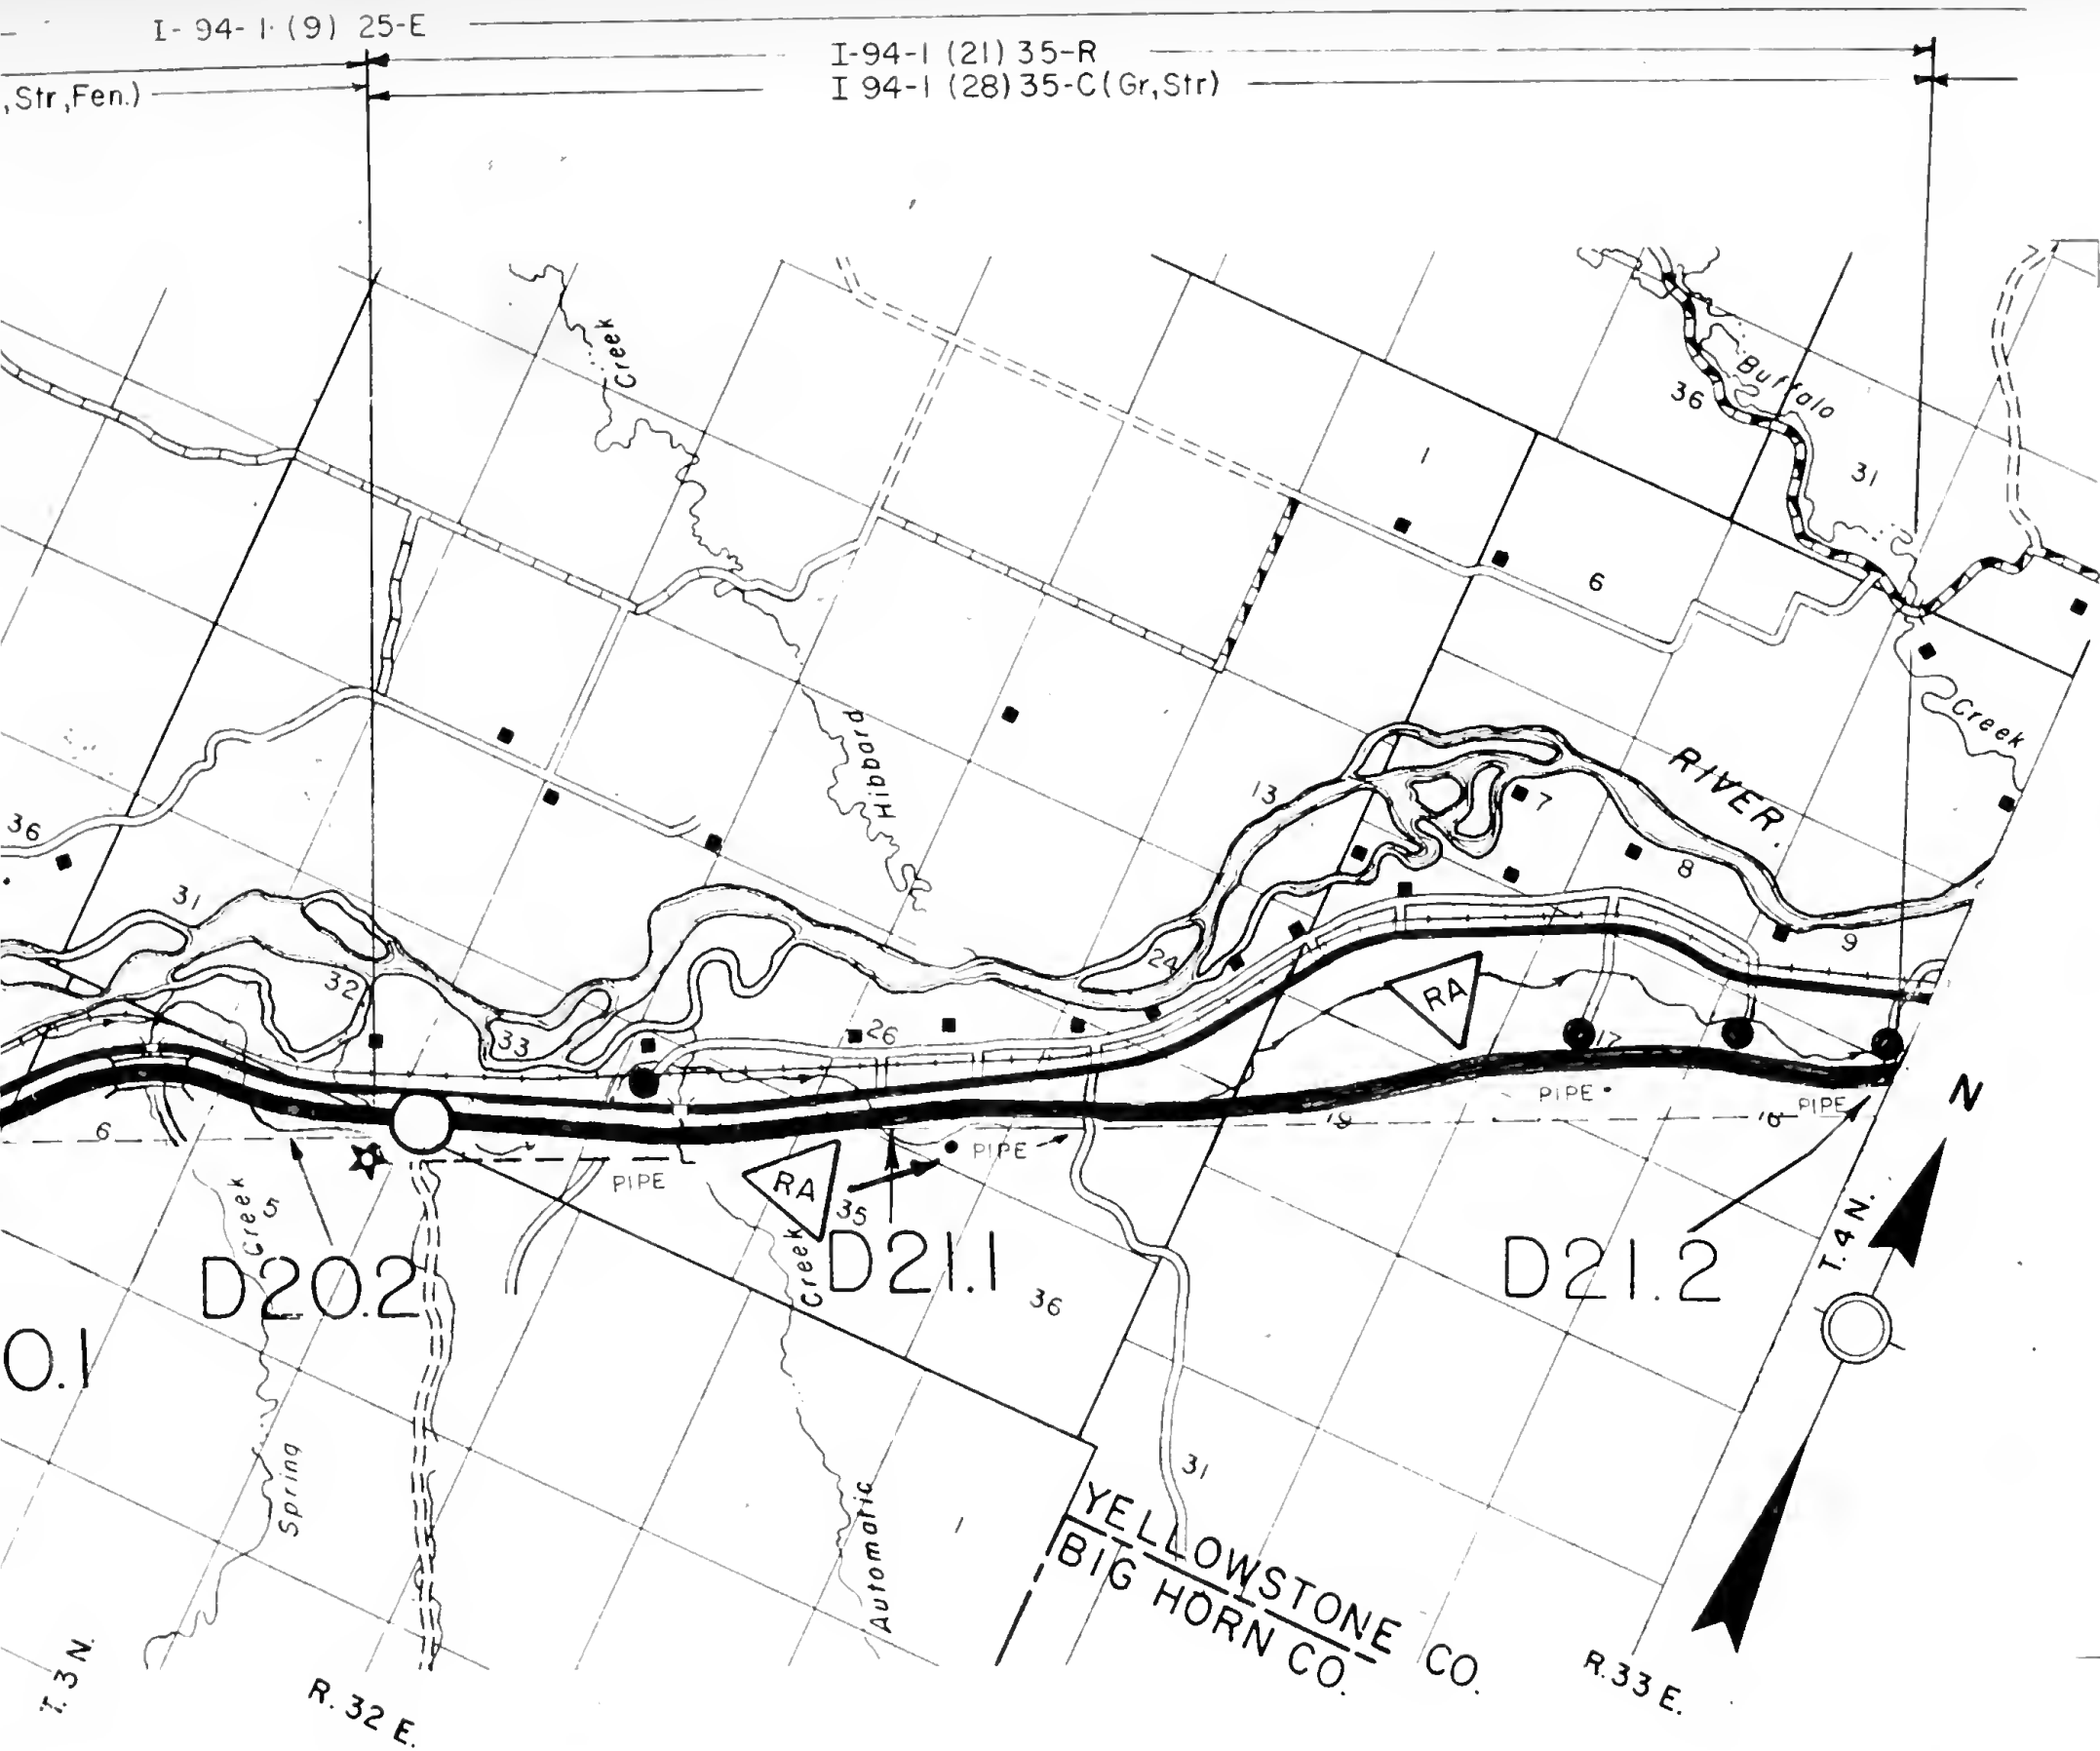 I-94-1 (9) 25-E
I-94-1 (21) 35-R
,Str,Fen.)
I 94-1 (28) 35-C(Gr,Str)
Creek
Buffalo
36
1
31
6
Hibbard
Creek
RIVER
13
7
36
8
31
9
24
32
33
26
RA
17
N
PIPE
PIPE
18
19
6
PIPE
PIPE
RA
35
5
Creek
Creek
T. 4 N.
D20.2
D21.1
D21.2
36
0.1
31
Spring
Automatic
1
YELLOWSTONE CO.
BIG HORN CO.
T. 3 N.
R. 32 E.
R. 33 E.